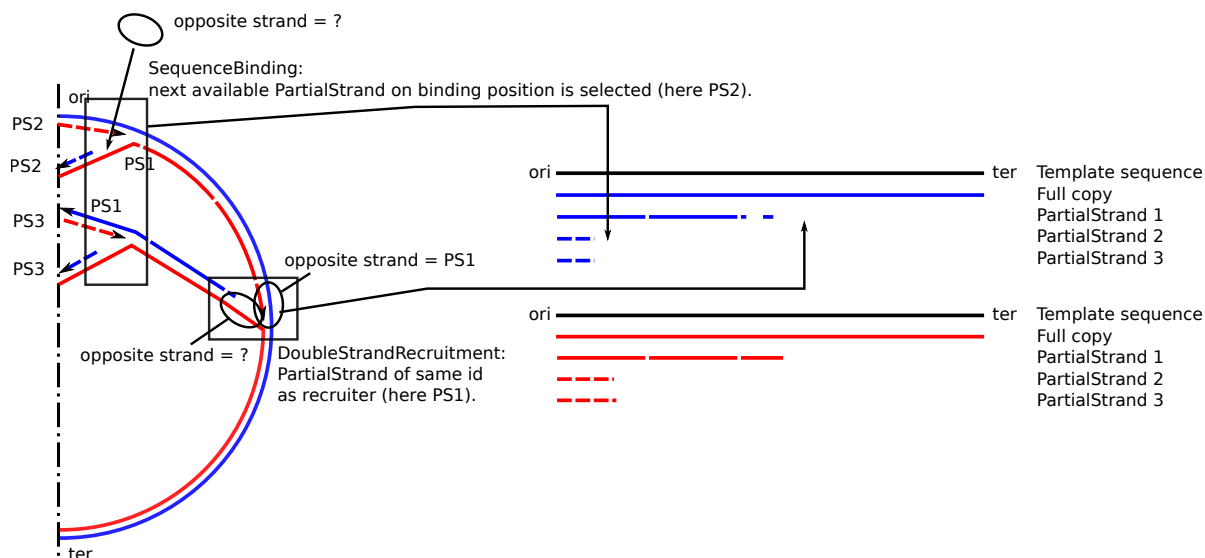 opposite strand = ?
SequenceBinding:
next available PartialStrand on binding position is selected (here PS2).
ori
PS2
PS2
PS1
PS1
PS3
PS3
opposite strand = PS1
opposite strand = ?
DoubleStrandRecruitment:
PartialStrand of same id
as recruiter (here PS1).
ter
ori ter Template sequence
Full copy
PartialStrand 1
PartialStrand 2
PartialStrand 3
ori ter Template sequence
Full copy
PartialStrand 1
PartialStrand 2
PartialStrand 3